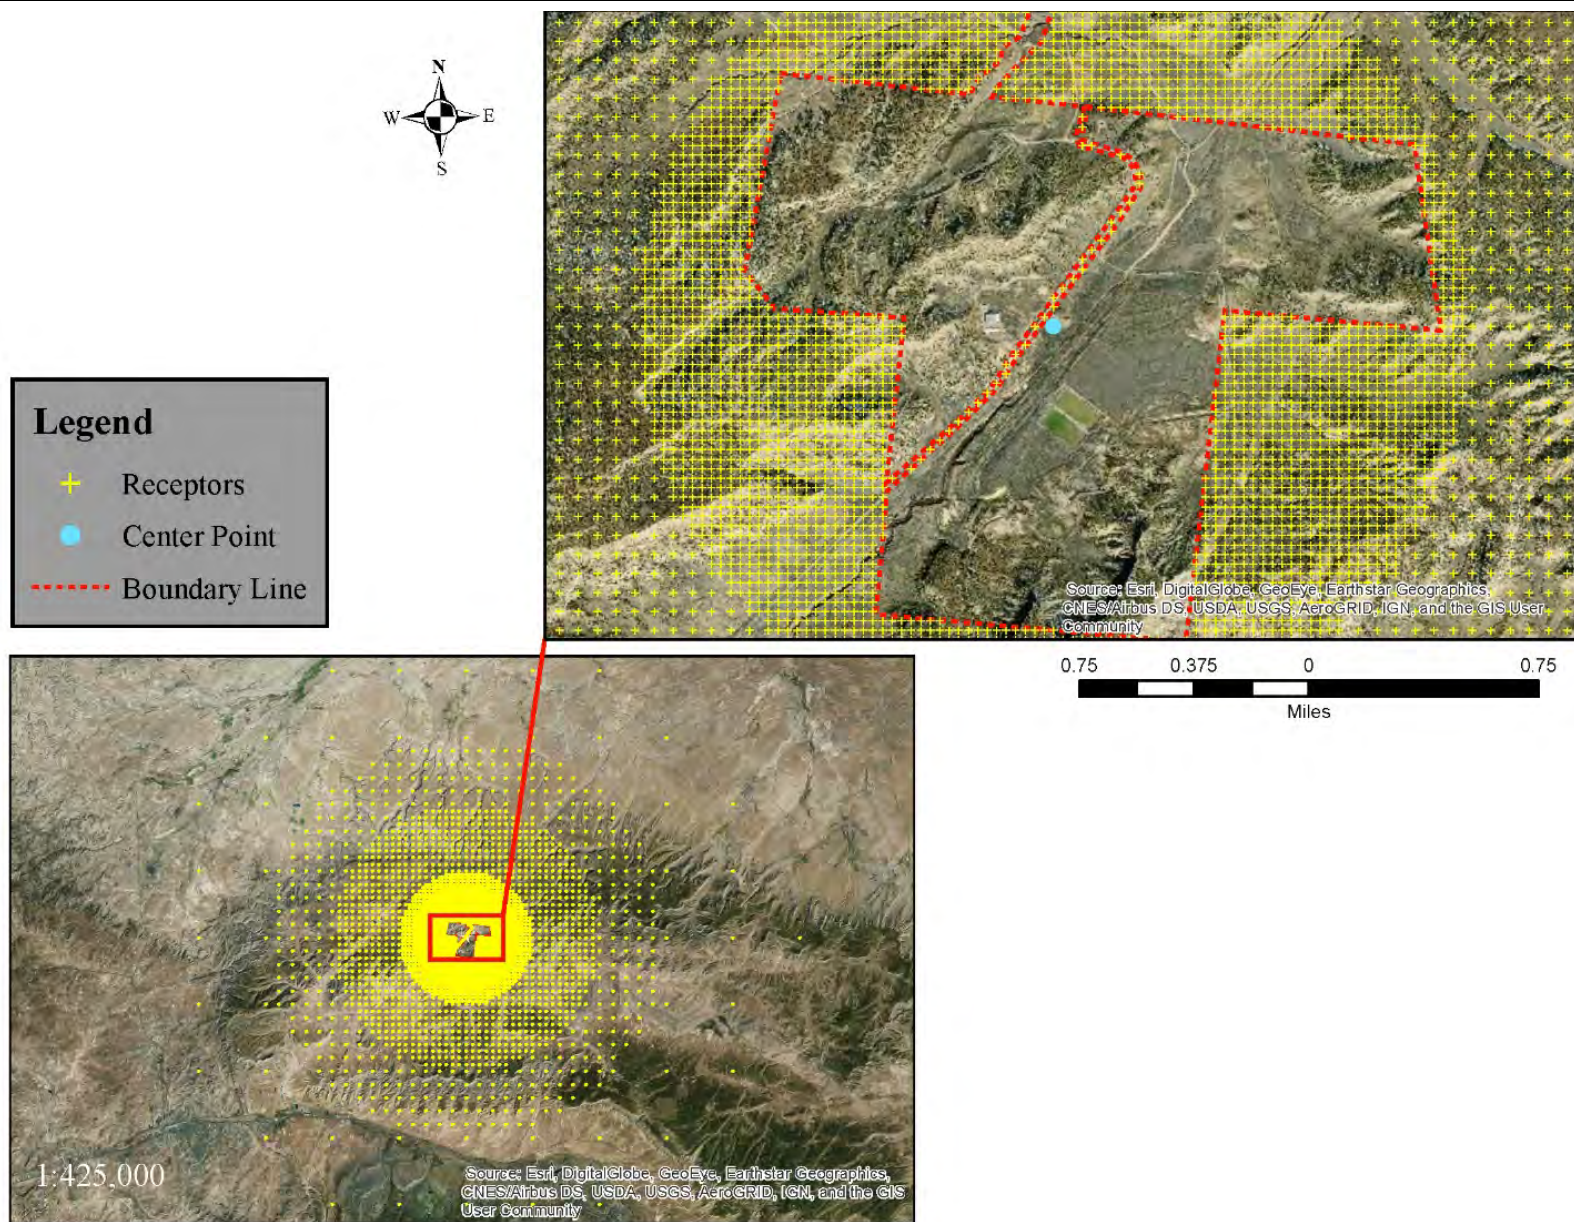 N
W E
S
Legend
Receptors
Center Point
Boundary Line
Source: Esri, DigitalGlobe, GeoEye, Earthstar Geographics,
CNES/Airbus DS, USDA, USGS, AeroGRID, IGN, and the GIS User
Community
0.75 0.375 0 0.75
Miles
1:425,000
Source: Esri, DigitalGlobe, GeoEye, Earthstar Geographics,
CNES/Airbus DS, USDA, USGS, AeroGRID, IGN, and the GIS
User Community